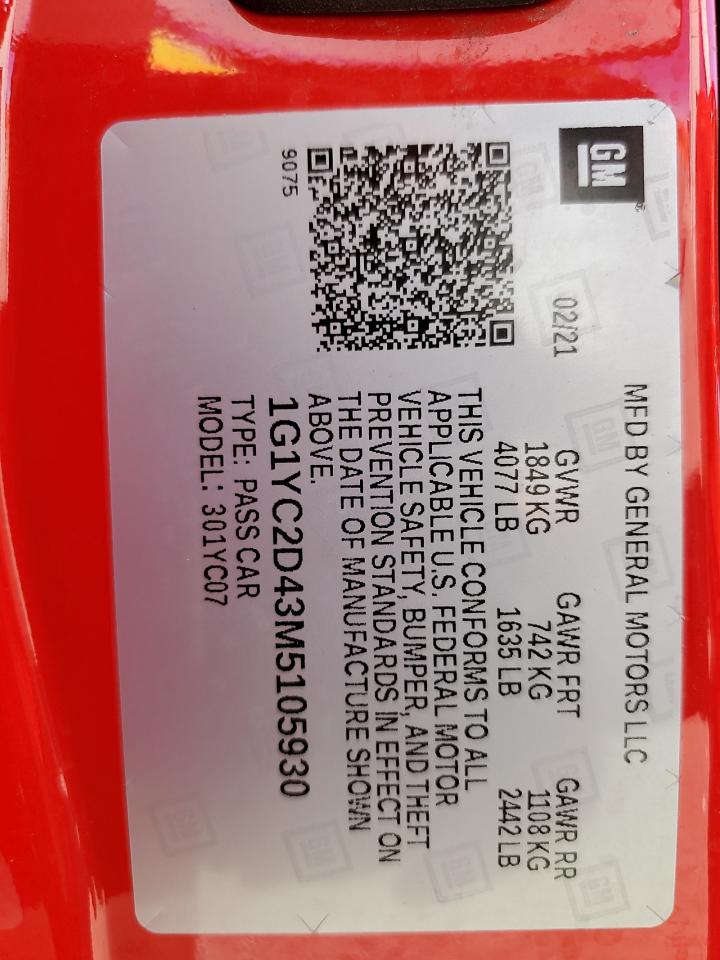 GM
MFD BY GENERAL MOTORS LLC
02/21
GVWR GAWR FRT GAWR RR
1849 KG 742 KG 1108 KG
4077 LB 1635 LB 2442 LB
THIS VEHICLE CONFORMS TO ALL
APPLICABLE U.S. FEDERAL MOTOR
VEHICLE SAFETY, BUMPER, AND THEFT
PREVENTION STANDARDS IN EFFECT ON
THE DATE OF MANUFACTURE SHOWN
ABOVE.
1G1YC2D43M5105930
TYPE: PASS CAR
MODEL: 301YC07
9075